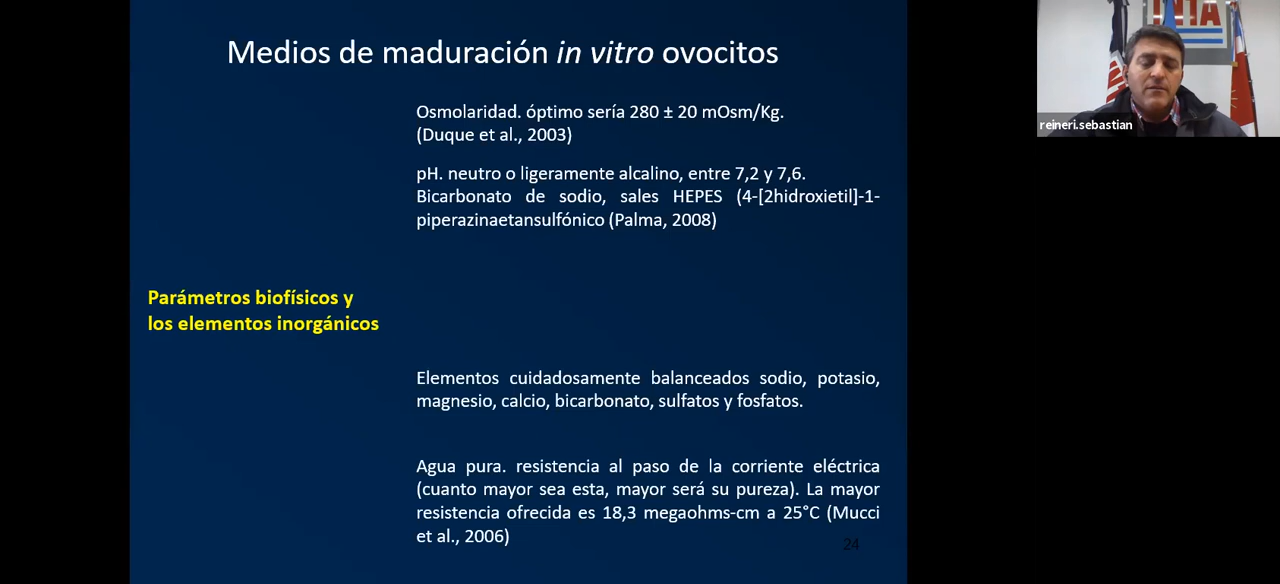 Medios de maduración in vitro ovocitos
Osmolaridad. óptimo sería 280 ± 20 mOsm/Kg.
(Duque et al., 2003)
pH. neutro o ligeramente alcalino, entre 7,2 y 7,6.
Bicarbonato de sodio, sales HEPES (4-[2hidroxietil]-1-
piperazinaetansulfónico (Palma, 2008)
Parámetros biofísicos y
los elementos inorgánicos
Elementos cuidadosamente balanceados sodio, potasio,
magnesio, calcio, bicarbonato, sulfatos y fosfatos.
Agua pura. resistencia al paso de la corriente eléctrica
(cuanto mayor sea esta, mayor será su pureza). La mayor
resistencia ofrecida es 18,3 megaohms-cm a 25°C (Mucci
et al., 2006)
24
INTA
reineri.sebastian